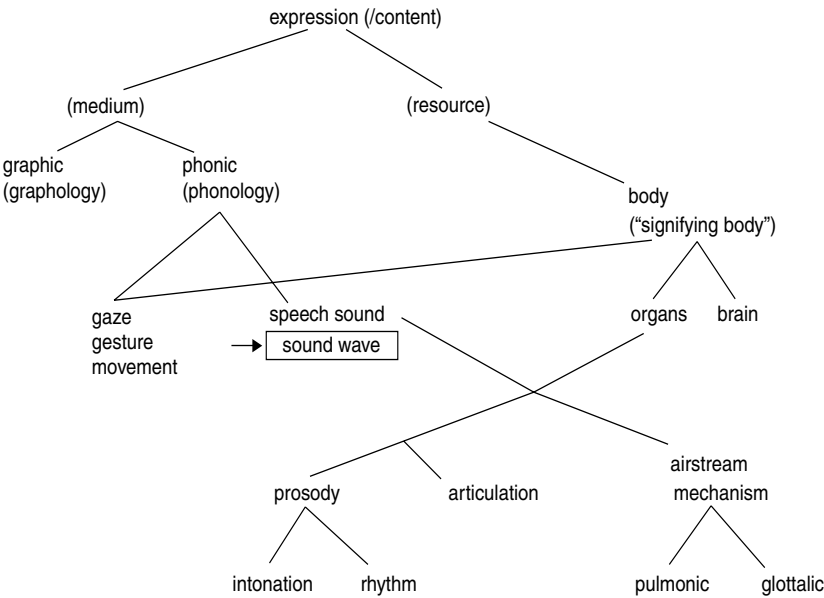 expression (/content)
(medium)
(resource)
graphic
(graphology)
phonic
(phonology)
body
(“signifying body”)
gaze
gesture
movement
speech sound
sound wave
organs
brain
prosody
articulation
airstream
mechanism
intonation
rhythm
pulmonic
glottalic